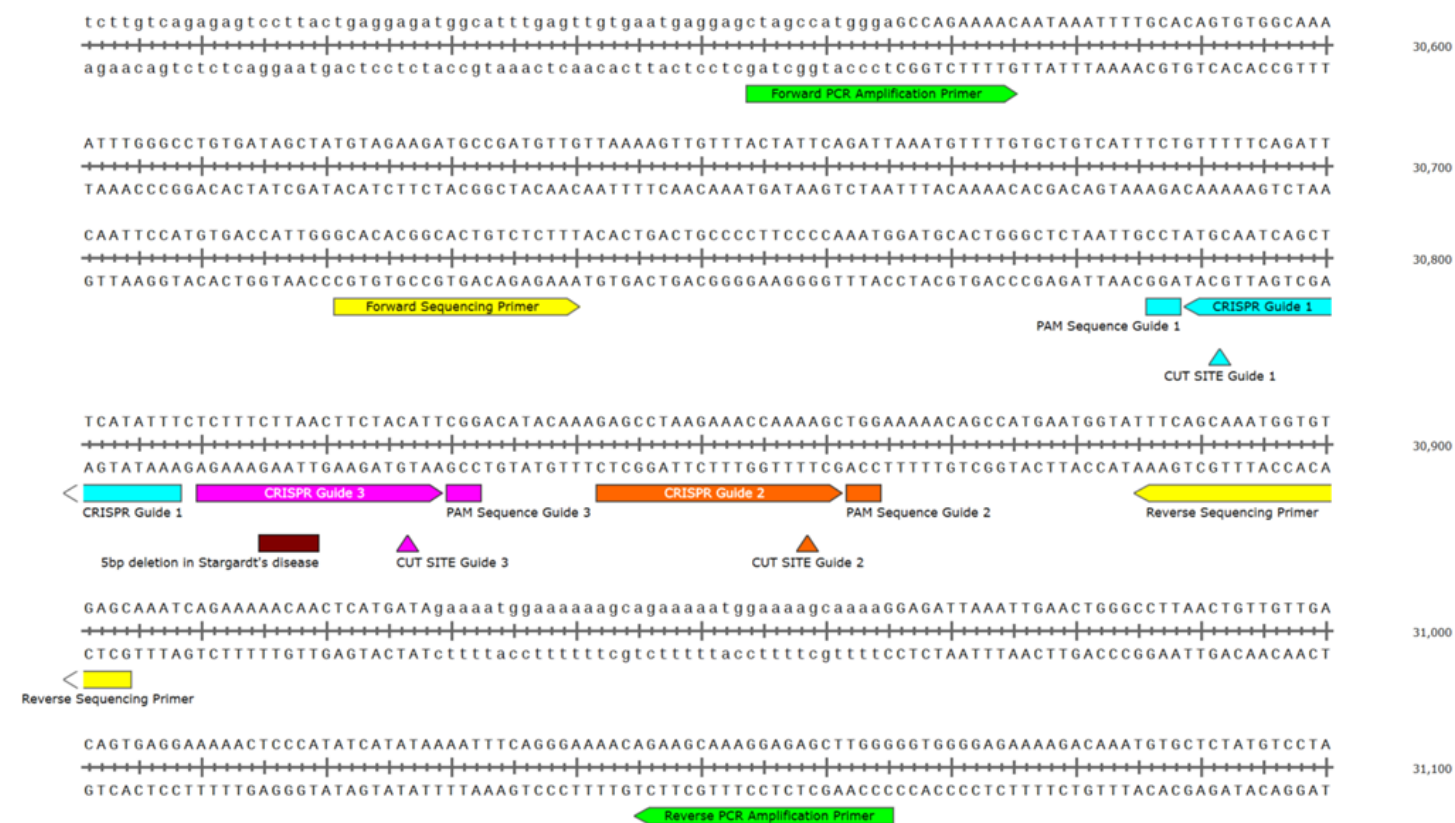 tcttgtcagagagtccttactgaggagatggcatttgagttgtgaatgaggagctagccatgggaGCCAGAAAACAATAAATTTTGCACAGTGTGGCAAA
30,600
agaacagtctctcaggaatgactcctctaccgtaaactcaacacttactcctcgatcggtaccctCGGTCTTTTGTTATTTAAAACGTGTCACACCGTTT
Forward PCR Amplification Primer
ATTTGGGCCTGTGATAGCTATGTAGAAGATGCCGATGTTGTTAAAAGTTGTTTACTATTCAGATTAAATGTTTTGTGCTGTCATTTCTGTTTTTCAGATT
30,700
TAAACCCGGACACTATCGATACATCTTCTACGGCTACAACAATTTTCAACAAATGATAAGTCTAATTTACAAAACACGACAGTAAAGACAAAAAGTCTAA
CAATTCCATGTGACCATTGGGCACACGGCACTGTCTCTTTACACTGACTGCCCCTTCCCCAAATGGATGCACTGGGCTCTAATTGCCTATGCAATCAGCT
30,800
GTTAAGGTACACTGGTAACCCGTGTGCCGTGACAGAGAAATGTGACTGACGGGGAAGGGGTTTACCTACGTGACCCGAGATTAACGGATACGTTAGTCGA
Forward Sequencing Primer
CRISPR Guide 1
PAM Sequence Guide 1
CUT SITE Guide 1
TCATATTTCTCTTTCTTAACTTCTACATTCGGACATACAAAGAGCCTAAGAAACCAAAAGCTGGAAAAACAGCCATGAATGGTATTTCAGCAAATGGTGT
30,900
AGTATAAAGAGAAAGAATTGAAGATGTAAGCCTGTATGTTTCTCGGATTCTTTGGTTTTCGACCTTTTTGTCGGTACTTACCATAAAGTCGTTTACCACA
CRISPR Guide 3
CRISPR Guide 2
CRISPR Guide 1
PAM Sequence Guide 3
PAM Sequence Guide 2
Reverse Sequencing Primer
5bp deletion in Stargardt's disease
CUT SITE Guide 3
CUT SITE Guide 2
GAGCAAATCAGAAAAACAACTCATGATAgaaaatggaaaaaagcagaaaaatggaaaagcaaaaGGAGATTAAATTGAACTGGGCCTTAACTGTTGTTGA
31,000
CTCGTTTAGTCTTTTTGTTGAGTACTATcttttaccttttttcgtctttttaccttttcgttttCCTCTAATTTAACTTGACCCGGAATTGACAACAACT
Reverse Sequencing Primer
CAGTGAGGAAAAACTCCCATATCATATAAAATTTCAGGGAAAACAGAAGCAAAGGAGAGCTTGGGGGTGGGGAGAAAAGACAAATGTGCTCTATGTCCTA
31,100
GTCACTCCTTTTTGAGGGTATAGTATATTTTAAAGTCCCTTTTGTCTTCGTTTCCTCTCGAACCCCCACCCCTCTTTTCTGTTTACACGAGATACAGGAT
Reverse PCR Amplification Primer